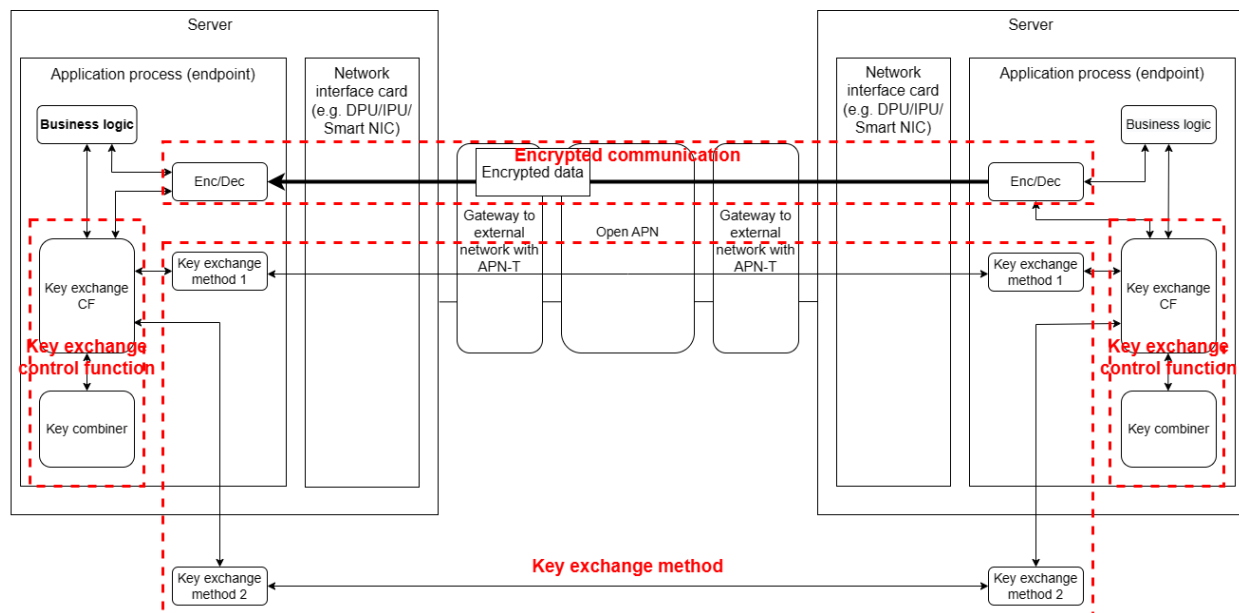 Server
Server
Application process (endpoint)
Network
interface card
(e.g. DPU/IPU/
Smart NIC)
Network
interface card
(e.g. DPU/IPU/
Smart NIC)
Application process (endpoint)
Business logic
Business logic
Encrypted communication
Encrypted data
Enc/Dec
Enc/Dec
Gateway to
external
network with
APN-T
Open APN
Gateway to
external
network with
APN-T
Key exchange
CF
Key exchange
method 1
Key exchange
method 1
Key exchange
CF
Key exchange
control function
Key exchange
control function
Key combiner
Key combiner
Key exchange method
Key exchange
method 2
Key exchange
method 2